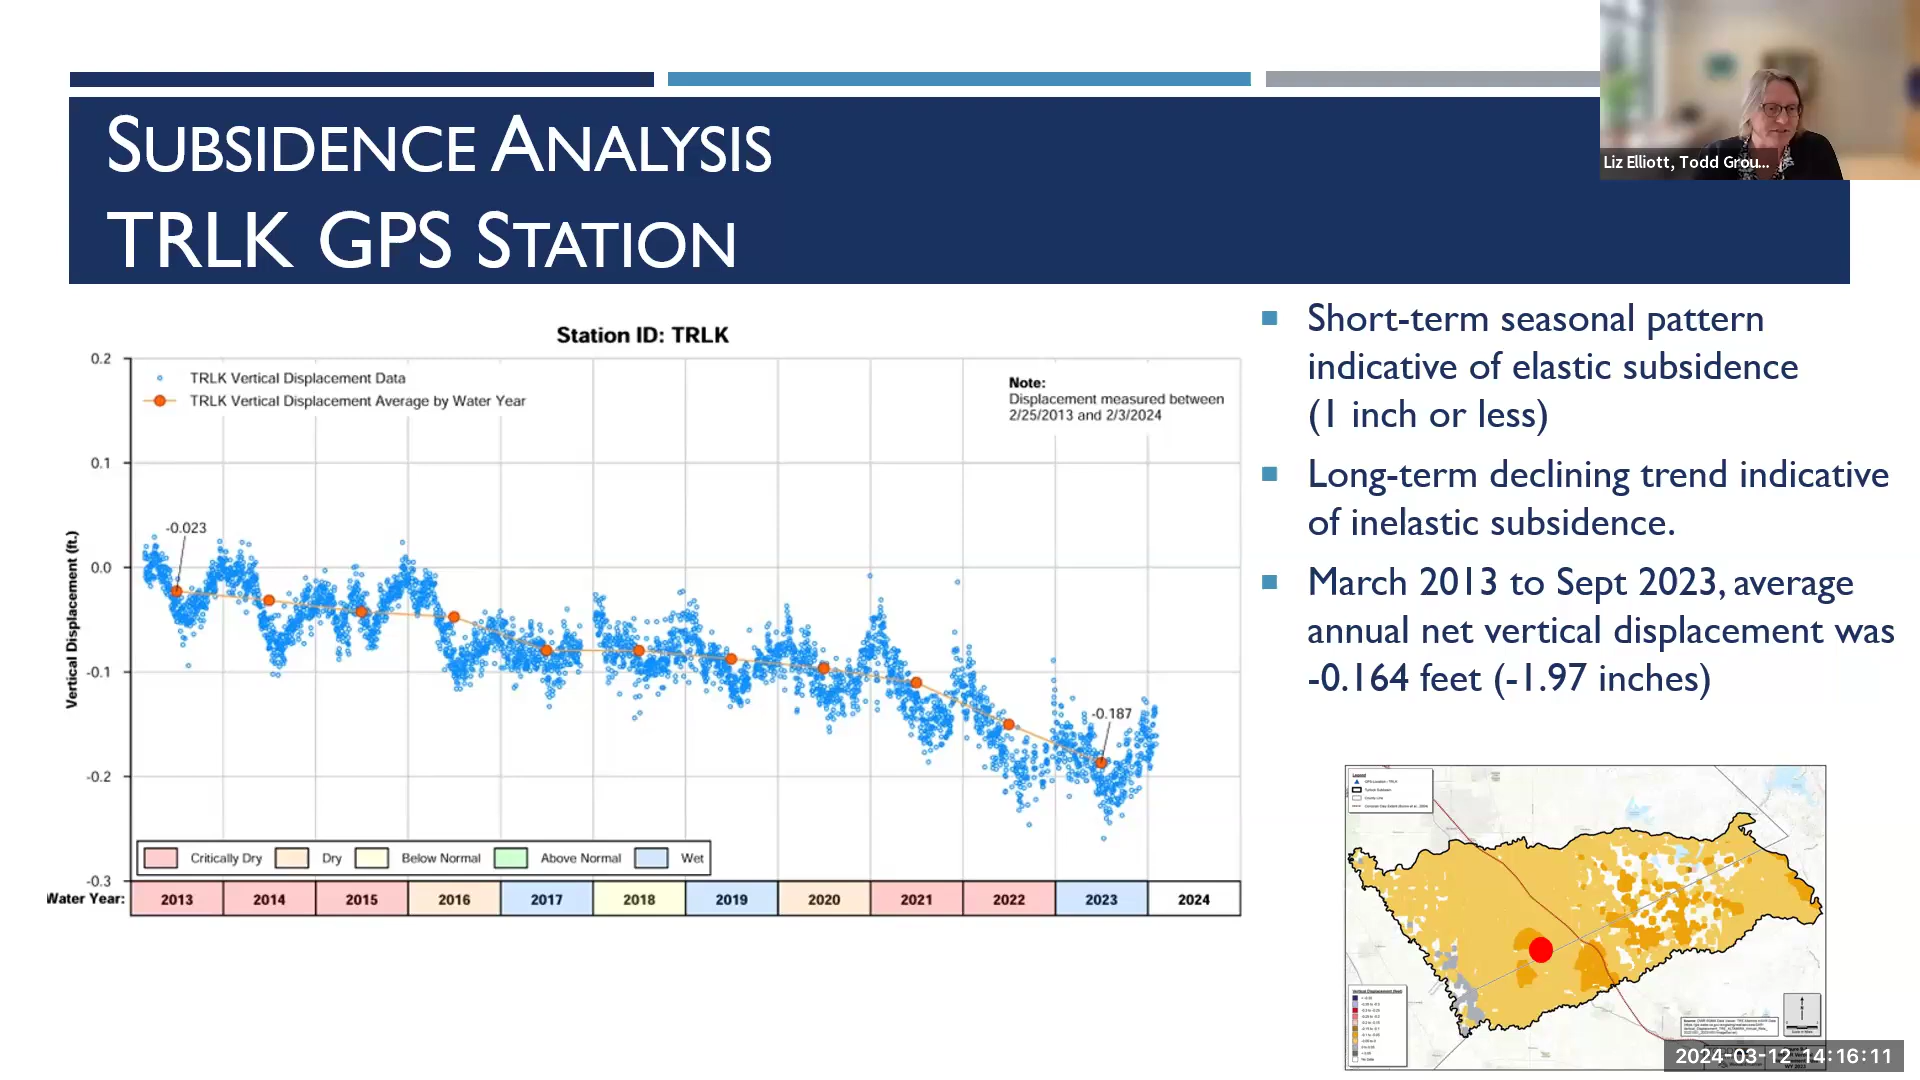 SUBSIDENCE ANALYSIS
TRLK GPS STATION
Liz Elliott, Todd Grou...
Station ID: TRLK
TRLK Vertical Displacement Data
TRLK Vertical Displacement Average by Water Year
Note:
Displacement measured between
2/25/2013 and 2/3/2024
0.2
0.1
0.0
-0.1
-0.2
-0.3
Vertical Displacement (ft.)
-0.023
-0.187
Critically Dry
Dry
Below Normal
Above Normal
Wet
Water Year:
2013
2014
2015
2016
2017
2018
2019
2020
2021
2022
2023
2024
Short-term seasonal pattern
indicative of elastic subsidence
(1 inch or less)
Long-term declining trend indicative
of inelastic subsidence.
March 2013 to Sept 2023, average
annual net vertical displacement was
-0.164 feet (-1.97 inches)
Legend
2024-03-12 14:16:11